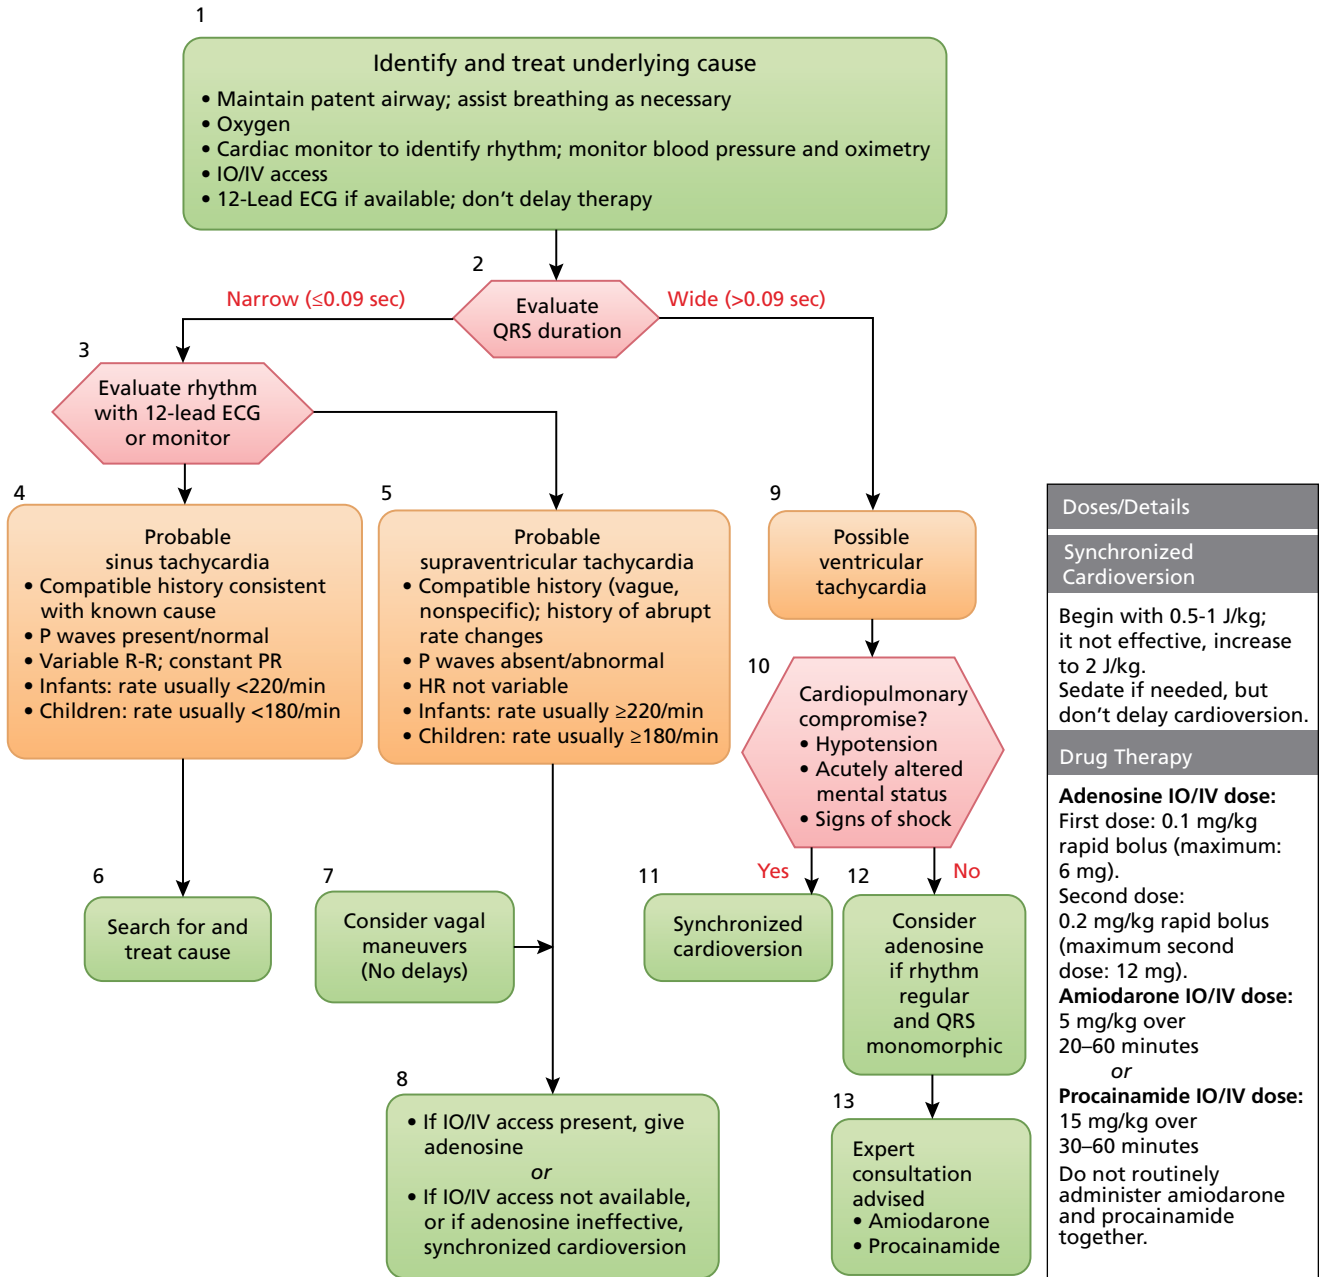 1
Identify and treat underlying cause
• Maintain patent airway; assist breathing as necessary
• Oxygen
• Cardiac monitor to identify rhythm; monitor blood pressure and oximetry
• IO/IV access
• 12-Lead ECG if available; don't delay therapy
2
Evaluate
QRS duration
Narrow (≤0.09 sec)
Wide (>0.09 sec)
3
Evaluate rhythm
with 12-lead ECG
or monitor
4
Probable
sinus tachycardia
• Compatible history consistent
with known cause
• P waves present/normal
• Variable R-R; constant PR
• Infants: rate usually <220/min
• Children: rate usually <180/min
5
Probable
supraventricular tachycardia
• Compatible history (vague,
nonspecific); history of abrupt
rate changes
• P waves absent/abnormal
• HR not variable
• Infants: rate usually ≥220/min
• Children: rate usually ≥180/min
6
Search for and
treat cause
7
Consider vagal
maneuvers
(No delays)
8
• If IO/IV access present, give
adenosine
or
• If IO/IV access not available,
or if adenosine ineffective,
synchronized cardioversion
9
Possible
ventricular
tachycardia
10
Cardiopulmonary
compromise?
• Hypotension
• Acutely altered
mental status
• Signs of shock
Yes
No
11
Synchronized
cardioversion
12
Consider
adenosine
if rhythm
regular
and QRS
monomorphic
13
Expert
consultation
advised
• Amiodarone
• Procainamide
Doses/Details
Synchronized
Cardioversion
Begin with 0.5-1 J/kg;
it not effective, increase
to 2 J/kg.
Sedate if needed, but
don't delay cardioversion.
Drug Therapy
Adenosine IO/IV dose:
First dose: 0.1 mg/kg
rapid bolus (maximum:
6 mg).
Second dose:
0.2 mg/kg rapid bolus
(maximum second
dose: 12 mg).
Amiodarone IO/IV dose:
5 mg/kg over
20–60 minutes
or
Procainamide IO/IV dose:
15 mg/kg over
30–60 minutes
Do not routinely
administer amiodarone
and procainamide
together.